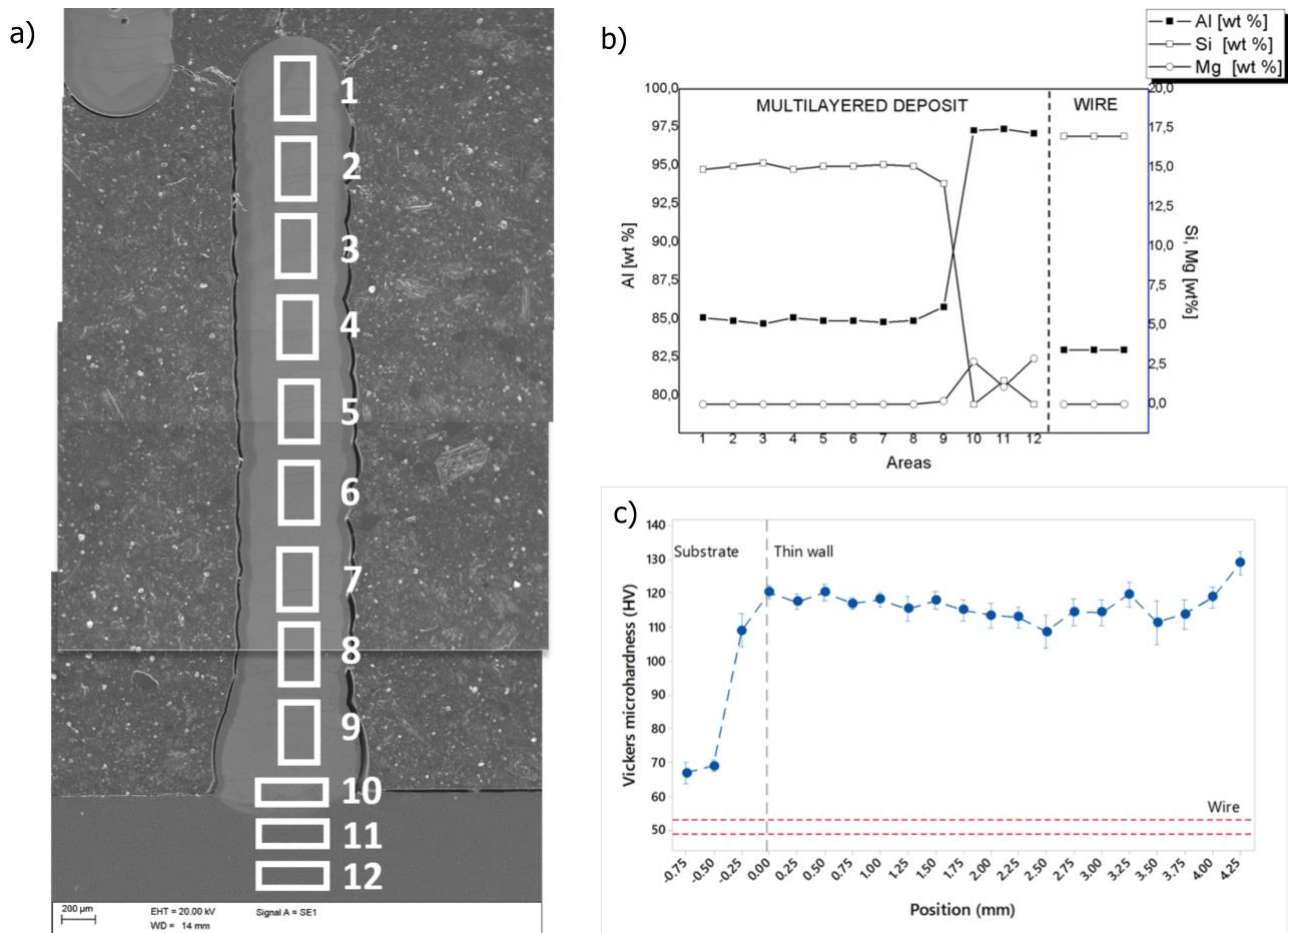 a)
1
2
3
4
5
6
7
8
9
10
11
12
200 µm
EHT = 20.00 kV
Signal A = SE1
WD = 14 mm
b)
Al [wt %]
Si [wt %]
Mg [wt %]
MULTILAYERED DEPOSIT
WIRE
100,0
97,5
95,0
92,5
90,0
87,5
85,0
82,5
80,0
Al [wt %]
20,0
17,5
15,0
12,5
10,0
7,5
5,0
2,5
0,0
Si, Mg [wt%]
1 2 3 4 5 6 7 8 9 10 11 12
Areas
c)
140
130
120
110
100
90
80
70
60
50
Vickers microhardness (HV)
Substrate
Thin wall
Wire
-0.75 -0.50 -0.25 0.00 0.25 0.50 0.75 1.00 1.25 1.50 1.75 2.00 2.25 2.50 2.75 3.00 3.25 3.50 3.75 4.00 4.25
Position (mm)